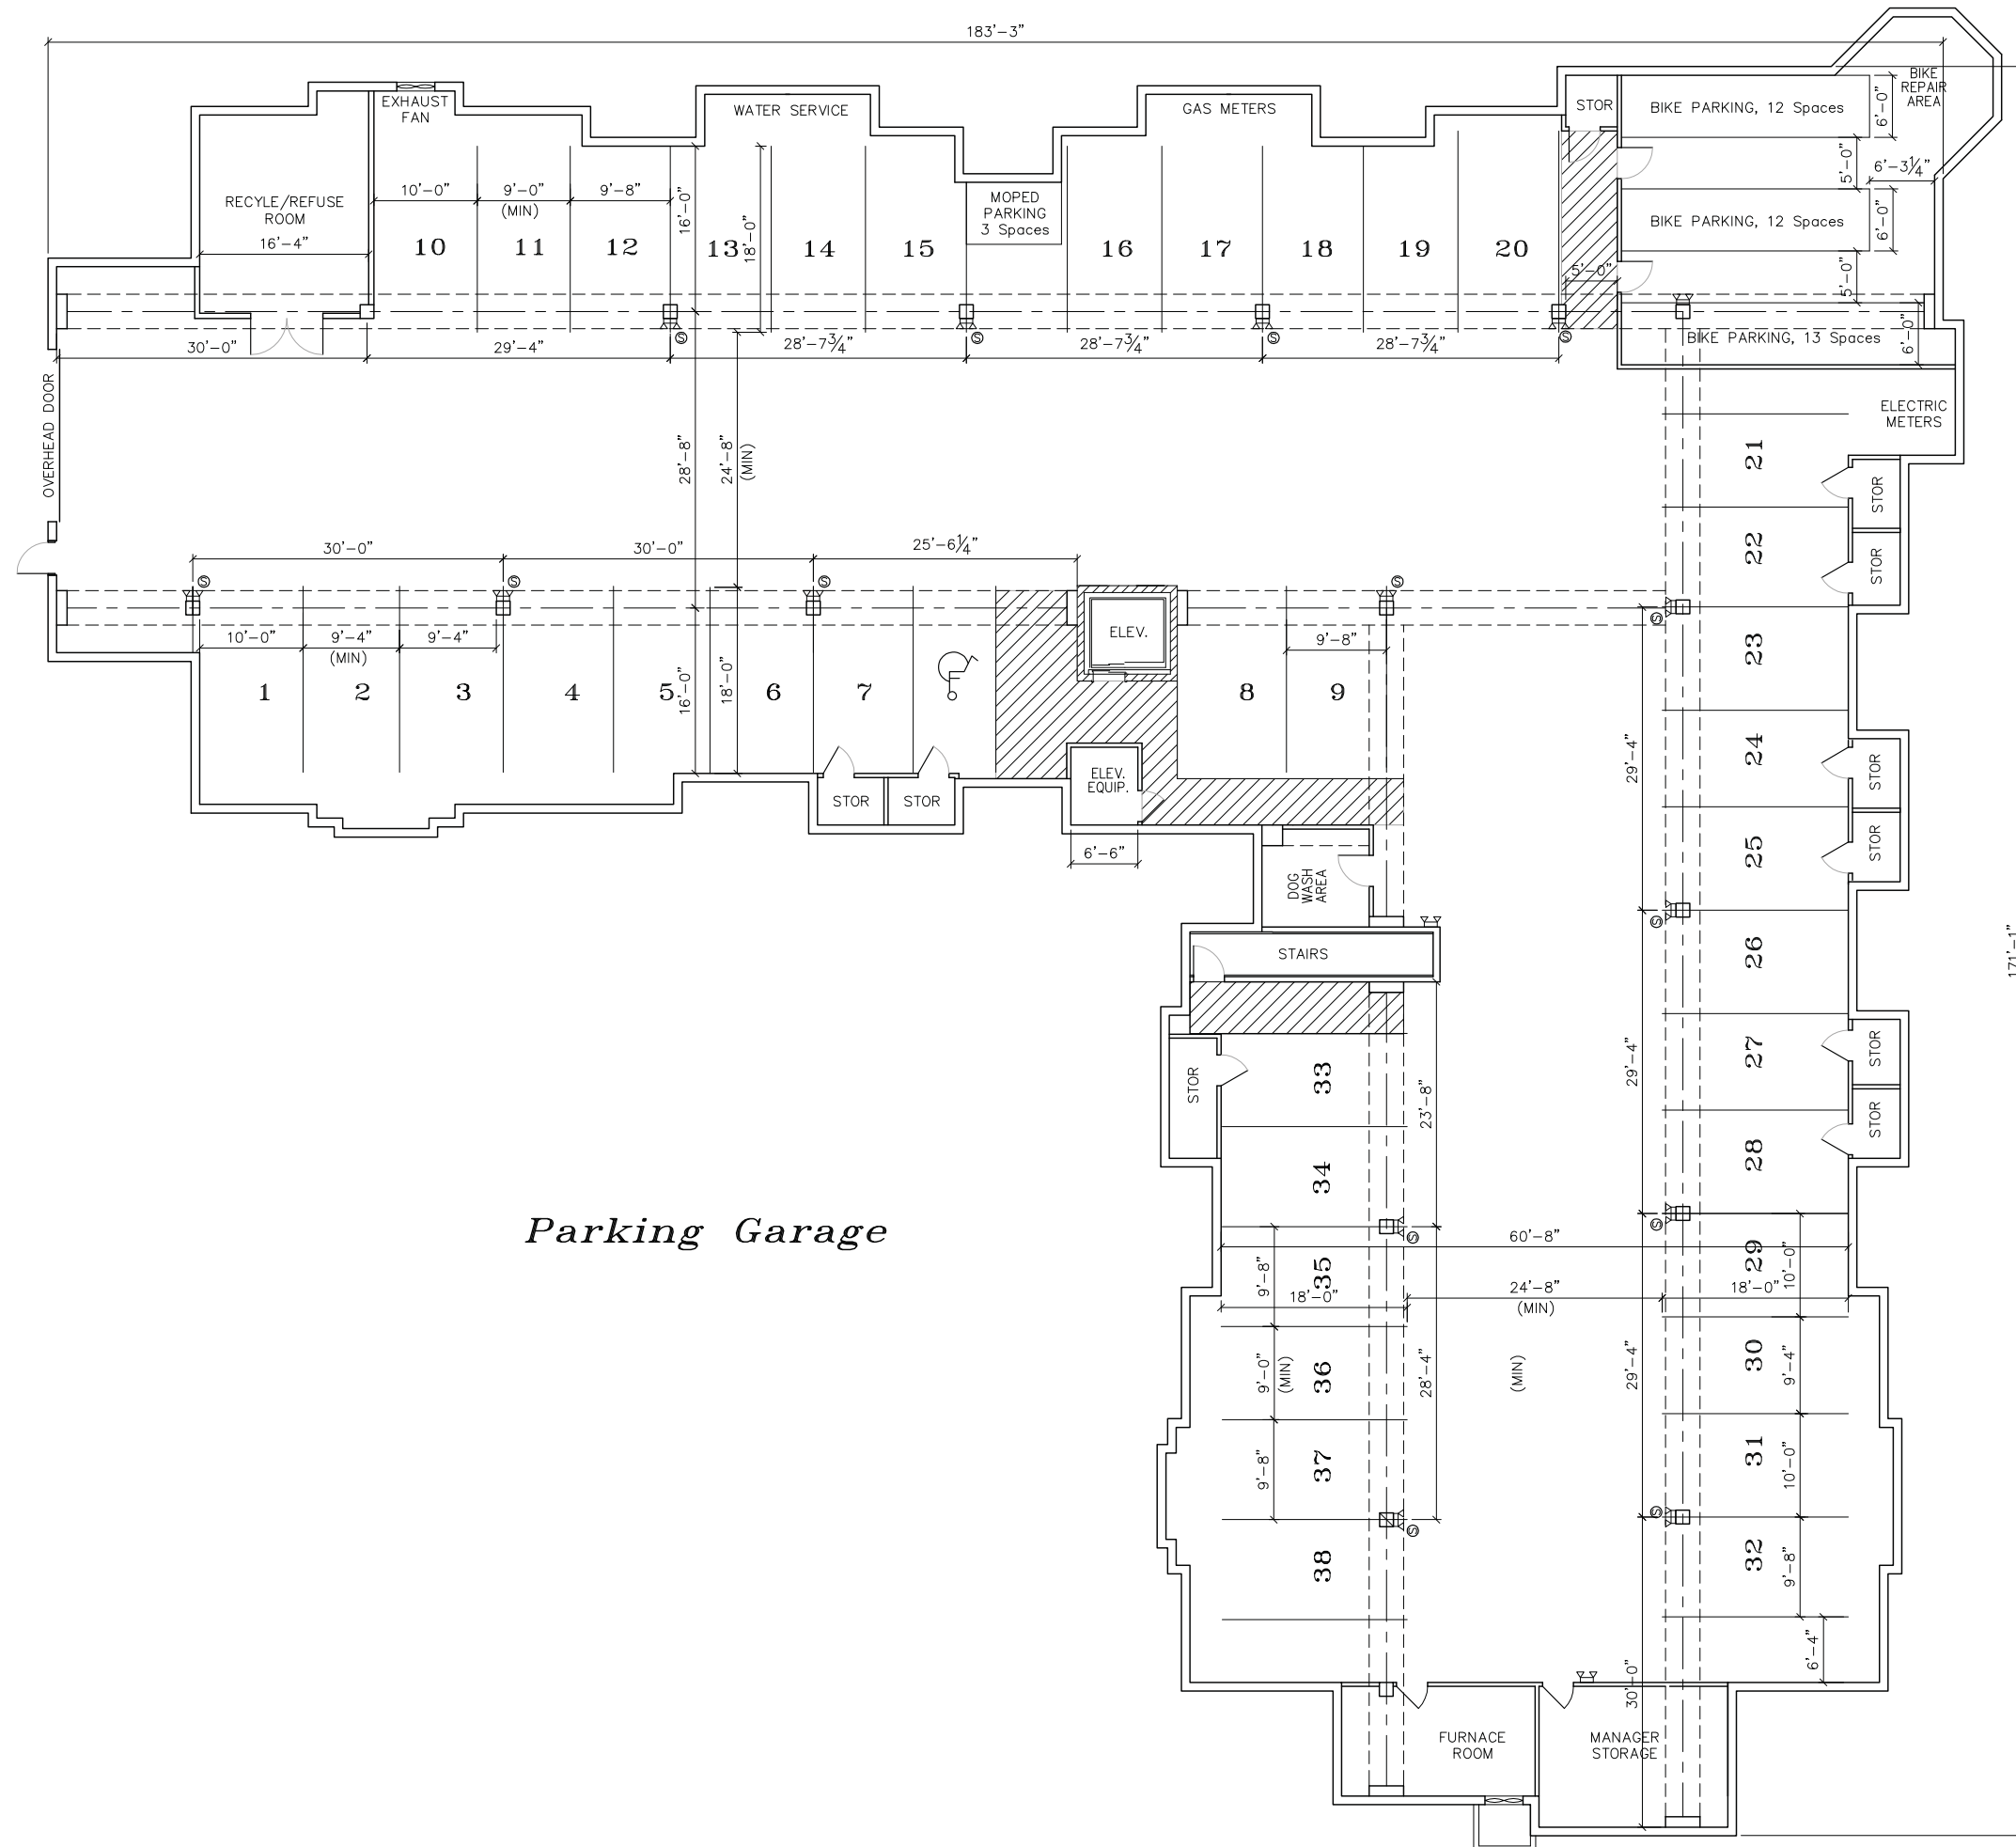 183'-3"
EXHAUST
FAN
WATER SERVICE
GAS METERS
STOR
BIKE PARKING, 12 Spaces
6'-0"
BIKE
REPAIR
AREA
RECYLE/REFUSE
ROOM
16'-4"
10'-0"
9'-0"
(MIN)
9'-8"
16'-0"
18'-0"
MOPED
PARKING
3 Spaces
5'-0"
6'-3 1/4"
BIKE PARKING, 12 Spaces
6'-0"
10
11
12
13
14
15
16
17
18
19
20
5'-0"
5'-0"
BIKE PARKING, 13 Spaces
6'-0"
30'-0"
29'-4"
28'-7 3/4"
28'-7 3/4"
28'-7 3/4"
S
S
S
S
OVERHEAD DOOR
28'-8"
24'-8"
(MIN)
ELECTRIC
METERS
21
STOR
22
STOR
30'-0"
30'-0"
25'-6 1/4"
S
S
S
S
S
10'-0"
9'-4"
(MIN)
9'-4"
16'-0"
18'-0"
ELEV.
9'-8"
1
2
3
4
5
6
7
8
9
23
24
STOR
29'-4"
STOR
STOR
ELEV.
EQUIP.
6'-6"
25
STOR
DOG
WASH
AREA
S
STAIRS
26
171'-1"
27
STOR
29'-4"
28
STOR
STOR
33
23'-8"
34
Parking Garage
S
S
60'-8"
29
10'-0"
35
9'-8"
18'-0"
24'-8"
(MIN)
18'-0"
36
9'-0"
(MIN)
28'-4"
(MIN)
29'-4"
30
9'-4"
37
9'-8"
31
10'-0"
S
S
38
32
9'-8"
6'-4"
30'-0"
FURNACE
ROOM
MANAGER
STORAGE